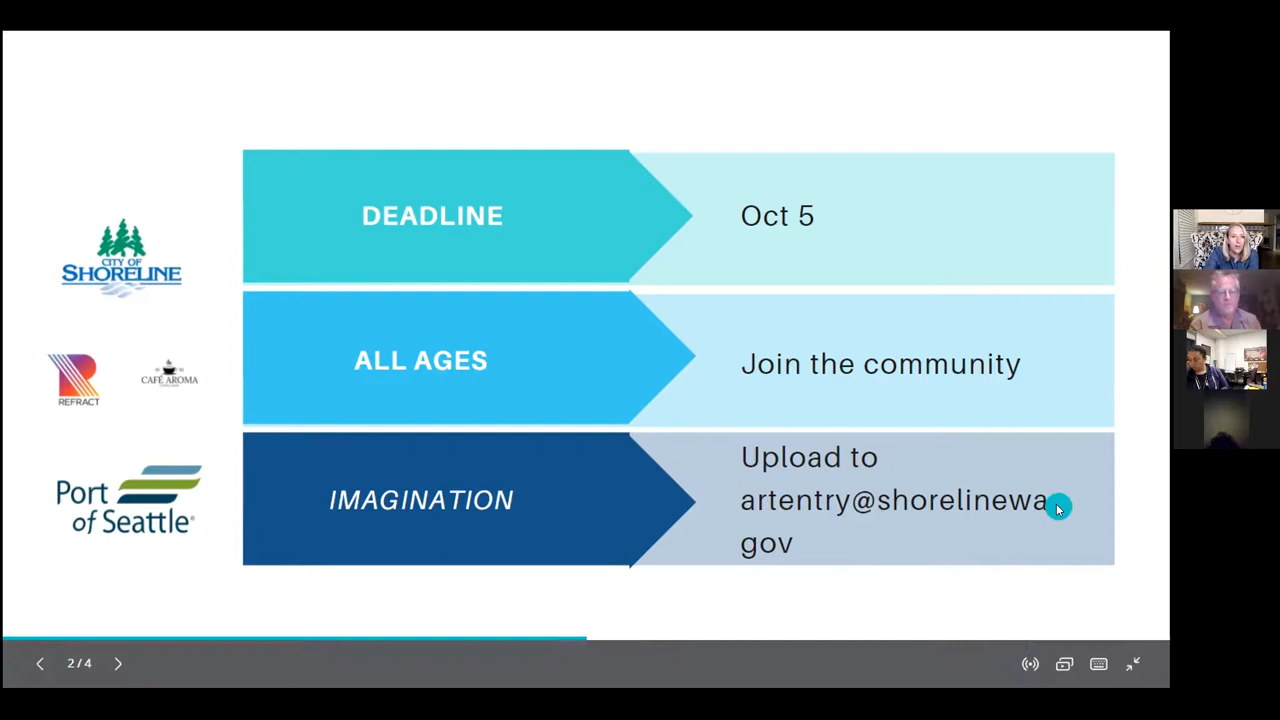 DEADLINE
Oct 5
CITY OF
SHORELINE
ALL AGES
Join the community
REFRACT
CAFÉ AROMA
Port
of Seattle
IMAGINATION
Upload to
artentry@shorelinewa
gov
2/4